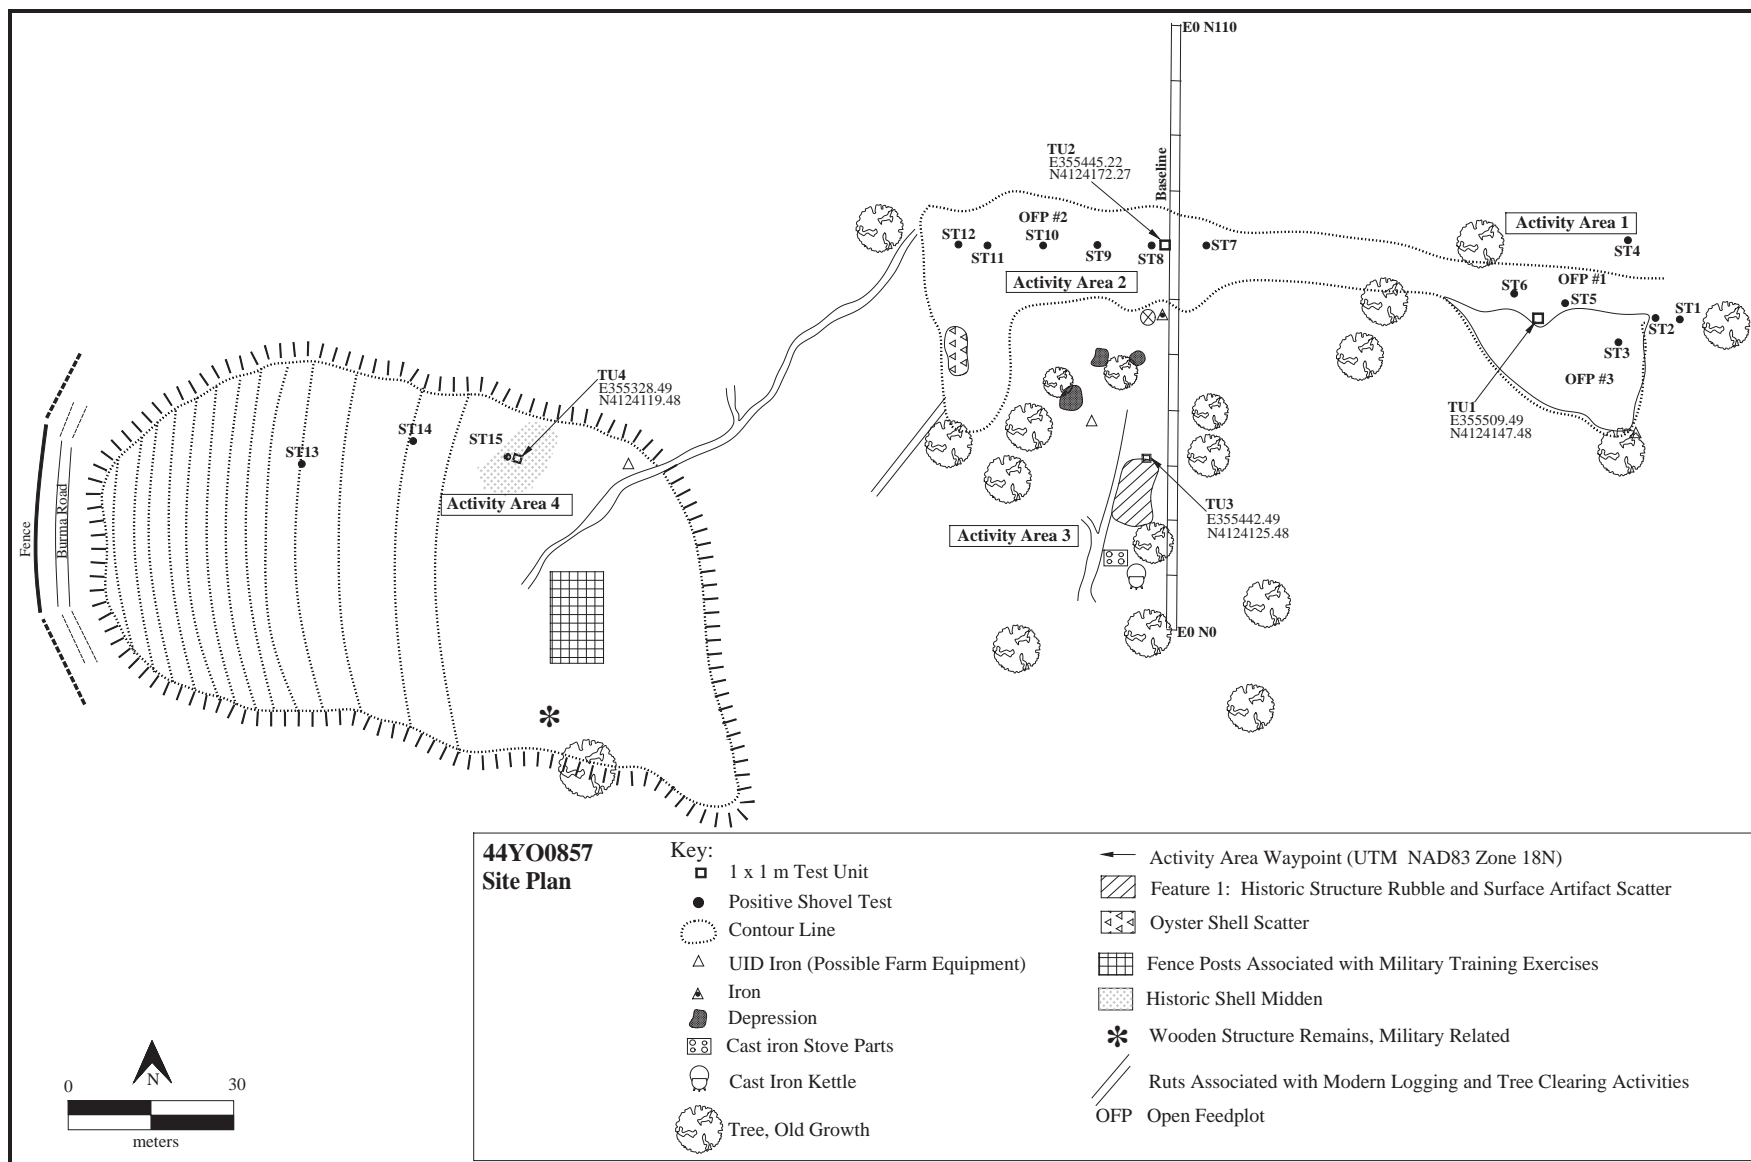 E0 N110
Baseline
TU2
E355445.22
N4124172.27
OFP #2
ST12
ST11
ST10
ST9
ST8
ST7
Activity Area 1
ST4
Activity Area 2
OFP #1
ST6
ST5
ST1
ST2
ST3
OFP #3
TU1
E355509.49
N4124147.48
TU4
E355328.49
N4124119.48
ST14
ST15
ST13
Activity Area 4
Fence
Burma Road
TU3
E355442.49
N4124125.48
Activity Area 3
E0 N0
44YO0857
Site Plan
Key:
1 x 1 m Test Unit
Positive Shovel Test
Contour Line
UID Iron (Possible Farm Equipment)
Iron
Depression
Cast iron Stove Parts
Cast Iron Kettle
Tree, Old Growth
Activity Area Waypoint (UTM NAD83 Zone 18N)
Feature 1: Historic Structure Rubble and Surface Artifact Scatter
Oyster Shell Scatter
Fence Posts Associated with Military Training Exercises
Historic Shell Midden
Wooden Structure Remains, Military Related
Ruts Associated with Modern Logging and Tree Clearing Activities
OFP Open Feedplot
N
0 30
meters